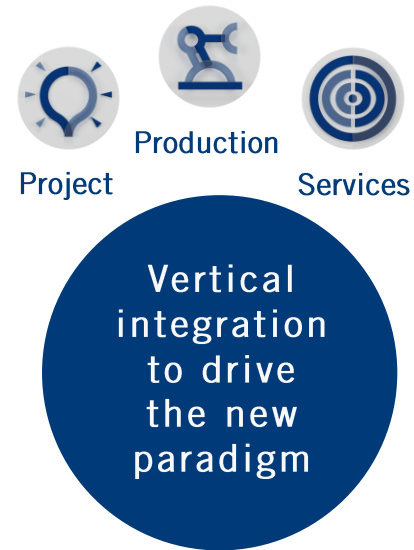 Production
Project
Services
Vertical
integration
to drive
the new
paradigm